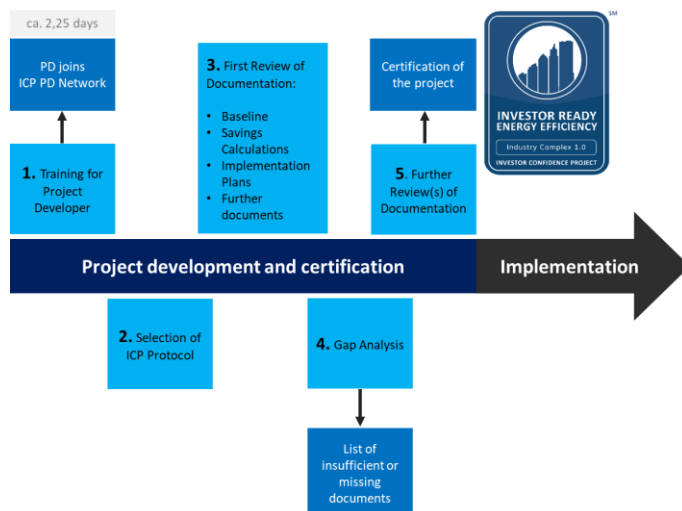 ca. 2,25 days
PD joins
ICP PD Network
1. Training for
Project
Developer
3. First Review of
Documentation:
• Baseline
• Savings
Calculations
• Implementation
Plans
• Further
documents
Certification of
the project
5. Further
Review(s) of
Documentation
SM
INVESTOR READY
ENERGY EFFICIENCY
Industry Complex 1.0
INVESTOR CONFIDENCE PROJECT
Project development and certification
Implementation
2. Selection of
ICP Protocol
4. Gap Analysis
List of
insufficient or
missing
documents